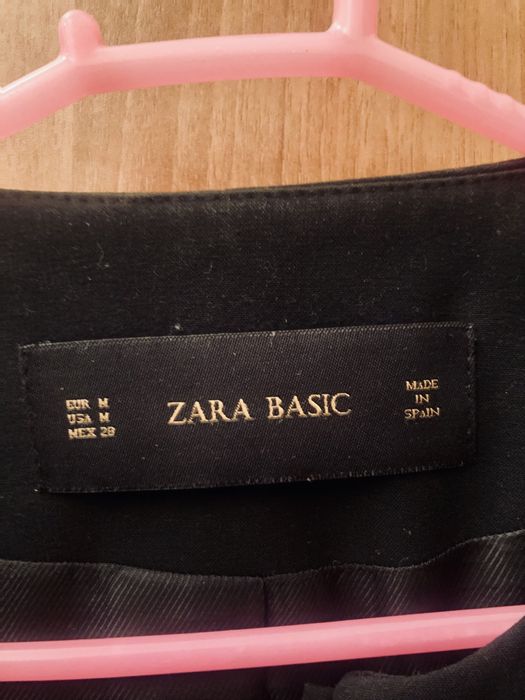 EUR M
USA M
MEX 28
ZARA BASIC
MADE
IN
SPAIN